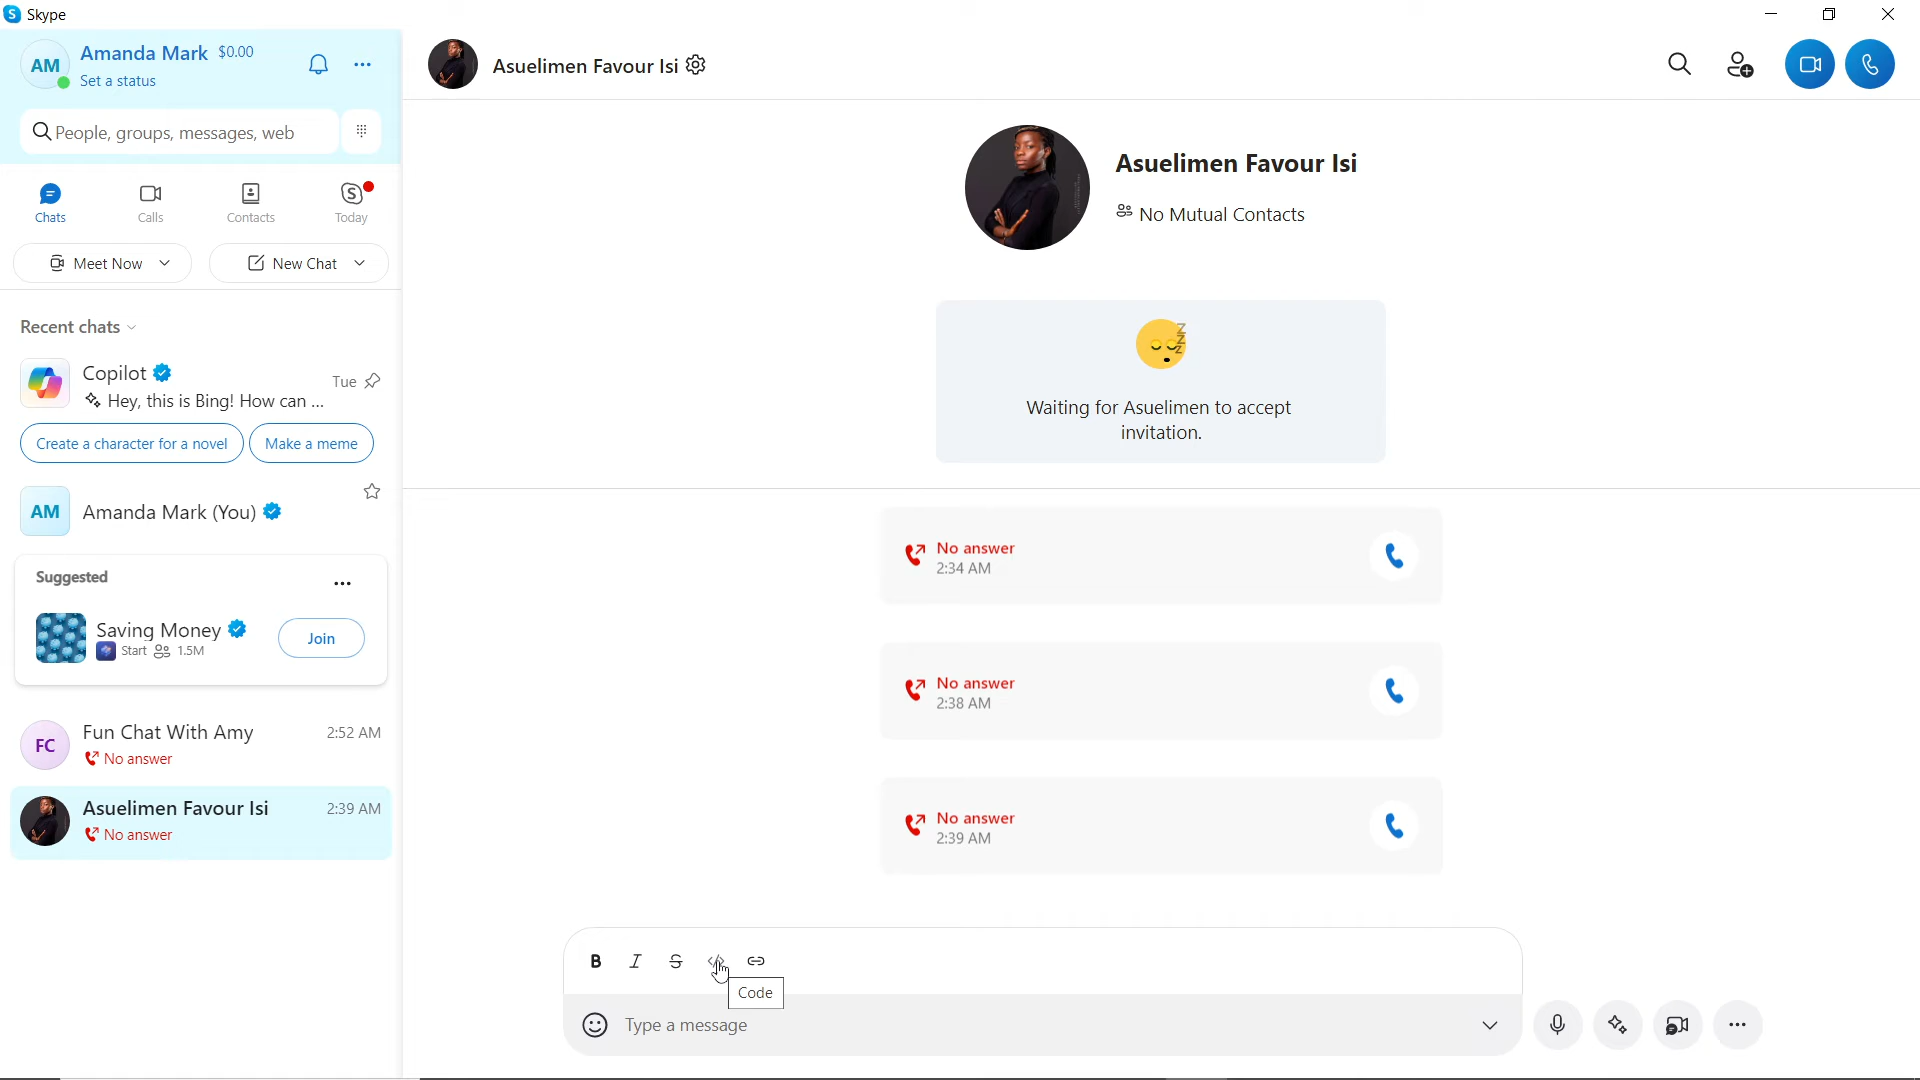 Skype
AM
Amanda Mark $0.00
Set a status
People, groups, messages, web
Chats
Calls
Contacts
Today
Meet Now
New Chat
Recent chats
Copilot
Tue
Hey, this is Bing! How can ...
Create a character for a novel
Make a meme
AM
Amanda Mark (You)
Suggested
Saving Money
Start 1.5M
Join
FC
Fun Chat With Amy
2:52 AM
No answer
Asuelimen Favour Isi
2:39 AM
No answer
Asuelimen Favour Isi
Asuelimen Favour Isi
No Mutual Contacts
Waiting for Asuelimen to accept
invitation.
No answer
2:34 AM
No answer
2:38 AM
No answer
2:39 AM
B I S
Code
Type a message